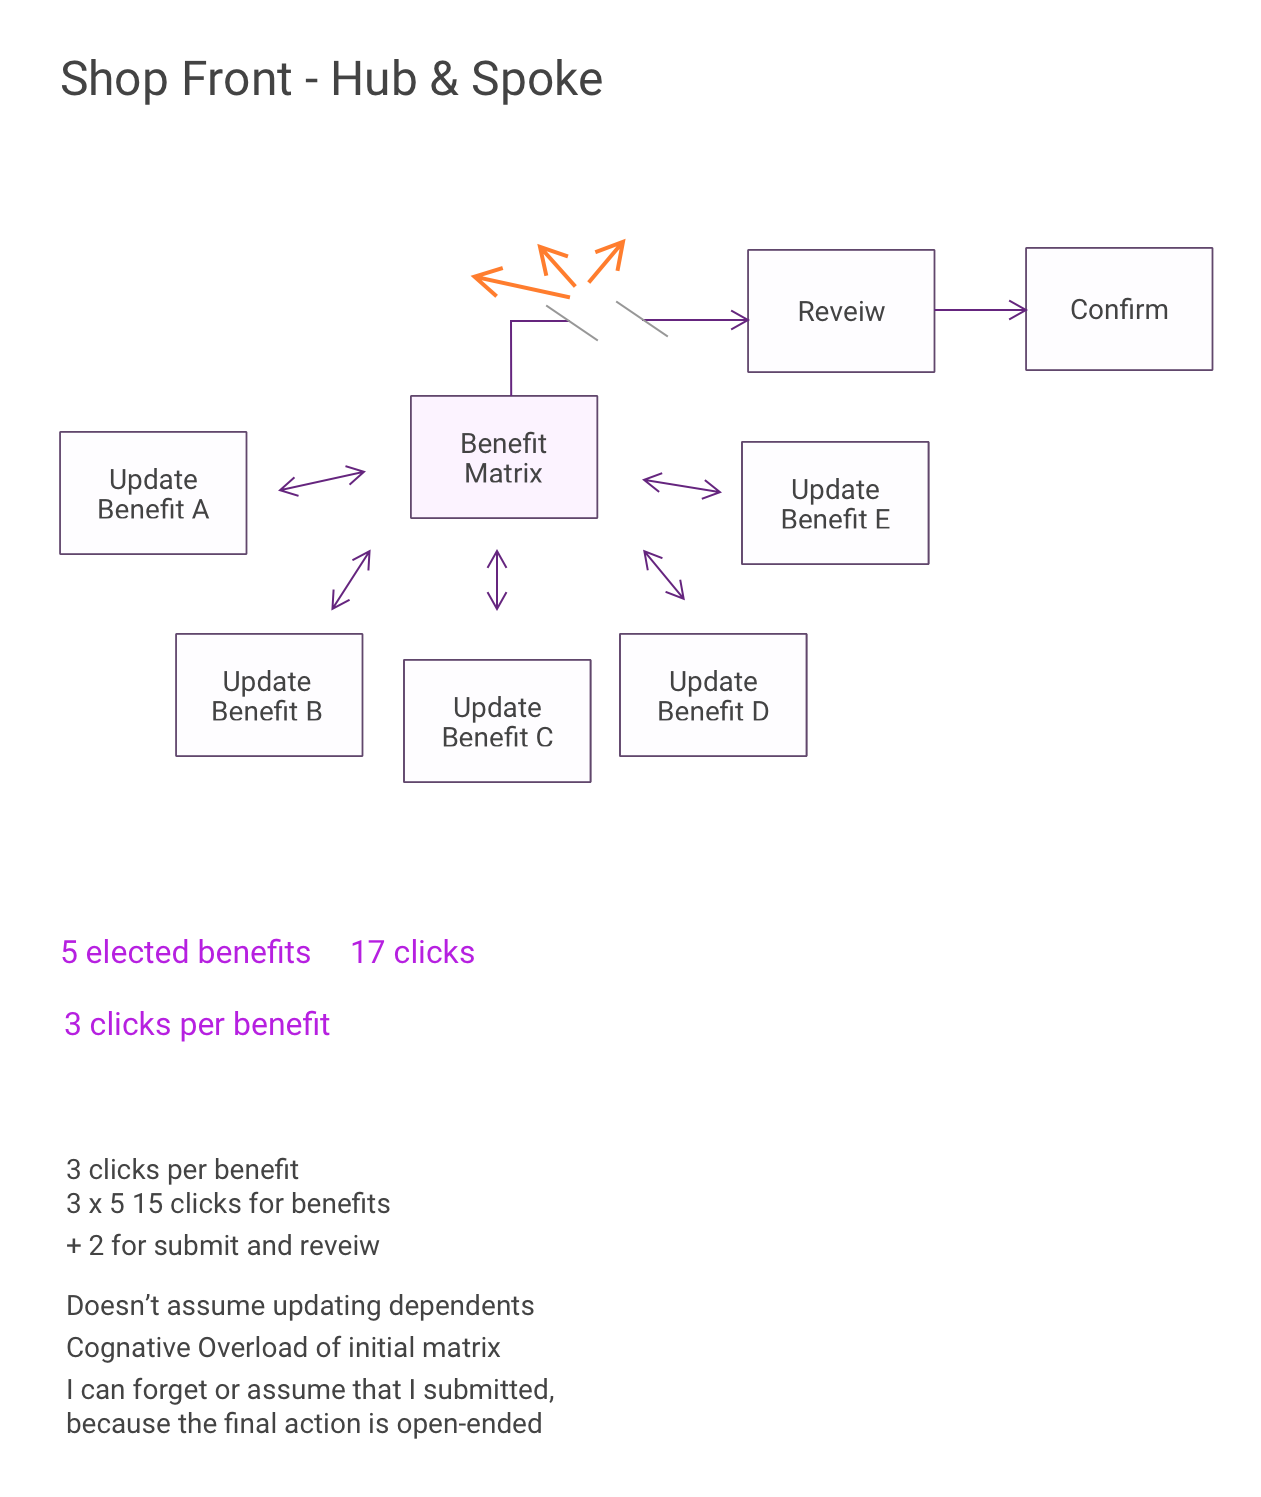 Shop Front - Hub & Spoke
Reveiw
Confirm
Benefit
Matrix
Update
Benefit A
Update
Benefit E
Update
Benefit B
Update
Benefit C
Update
Benefit D
5 elected benefits 17 clicks
3 clicks per benefit
3 clicks per benefit
3 x 5 15 clicks for benefits
+ 2 for submit and reveiw
Doesn’t assume updating dependents
Cognative Overload of initial matrix
I can forget or assume that I submitted,
because the final action is open-ended